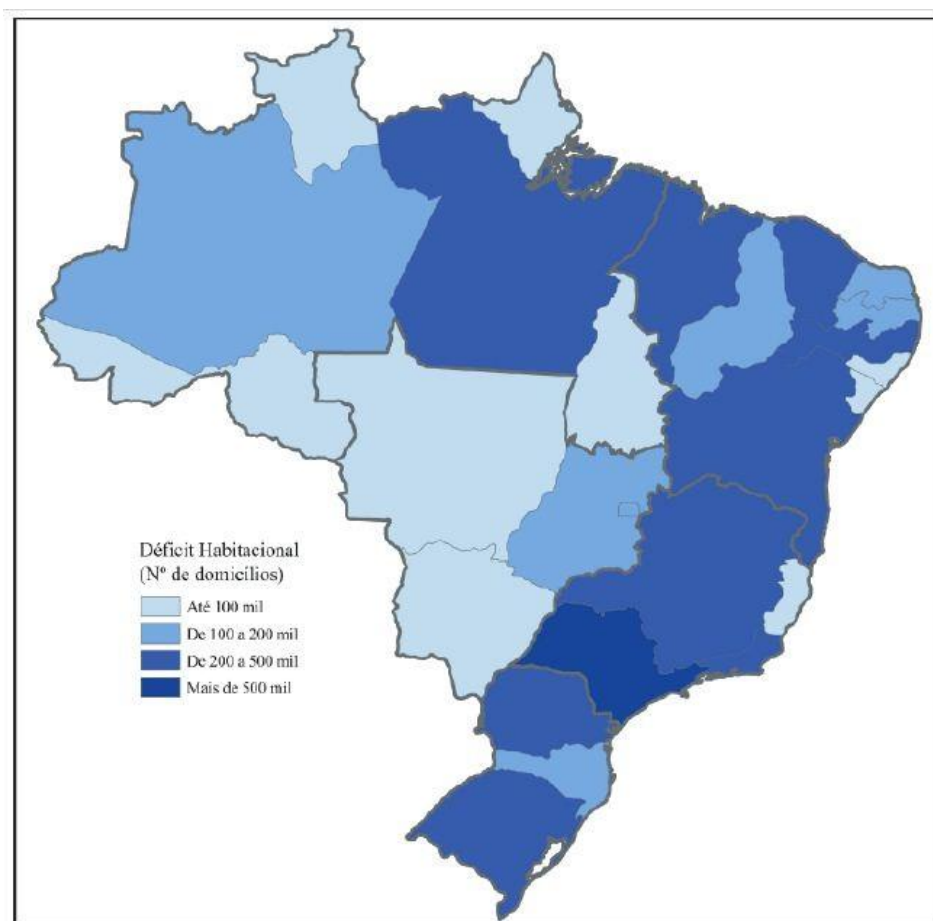 Déficit Habitacional
(Nº de domicílios)
Até 100 mil
De 100 a 200 mil
De 200 a 500 mil
Mais de 500 mil